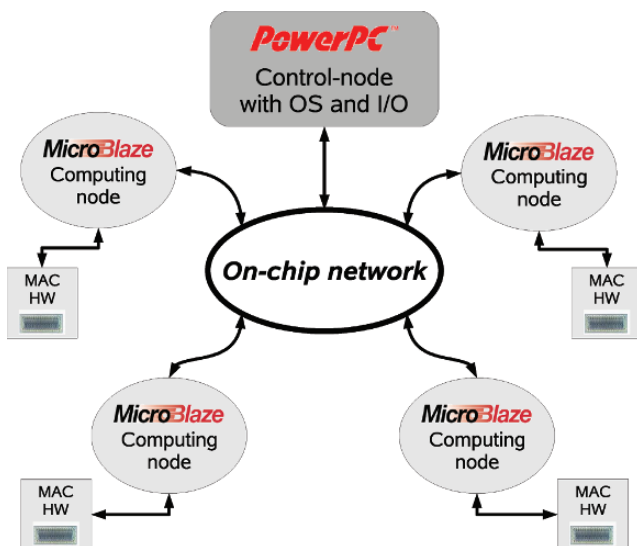 PowerPC™
Control-node
with OS and I/O
MicroBlaze
Computing
node
MicroBlaze
Computing
node
On-chip network
MAC
HW
MAC
HW
MicroBlaze
Computing
node
MicroBlaze
Computing
node
MAC
HW
MAC
HW